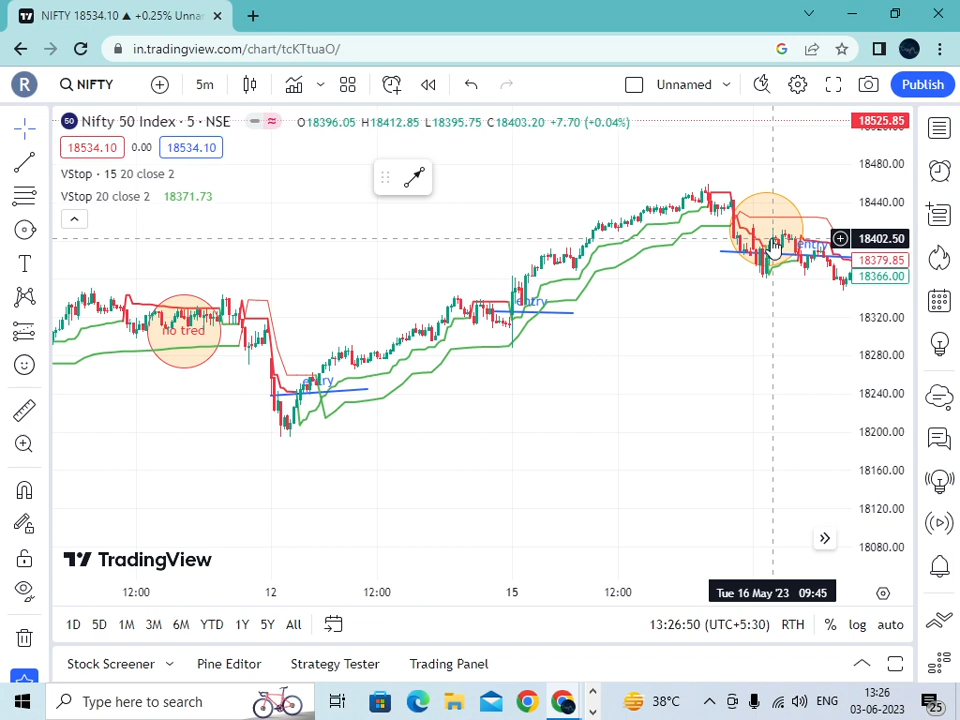 NIFTY 18534.10 ▲ +0.25% Unnar
in.tradingview.com/chart/tcKTtuaO/
R NIFTY 5m Unnamed Publish
50 Nifty 50 Index · 5 · NSE O18396.05 H18412.85 L18395.75 C18403.20 +7.70 (+0.04%)
18534.10 0.00 18534.10
VStop · 15 20 close 2
VStop 20 close 2 18371.73
18525.85
18480.00
18440.00
18402.50
18379.85
18366.00
18320.00
18280.00
18240.00
18200.00
18160.00
18120.00
18080.00
no tred
entry
entry
entry
TradingView
12:00 12 12:00 15 12:00 Tue 16 May '23 09:45
1D 5D 1M 3M 6M YTD 1Y 5Y All 13:26:50 (UTC+5:30) RTH % log auto
Stock Screener Pine Editor Strategy Tester Trading Panel
Type here to search 38°C ENG 13:26
03-06-2023 25